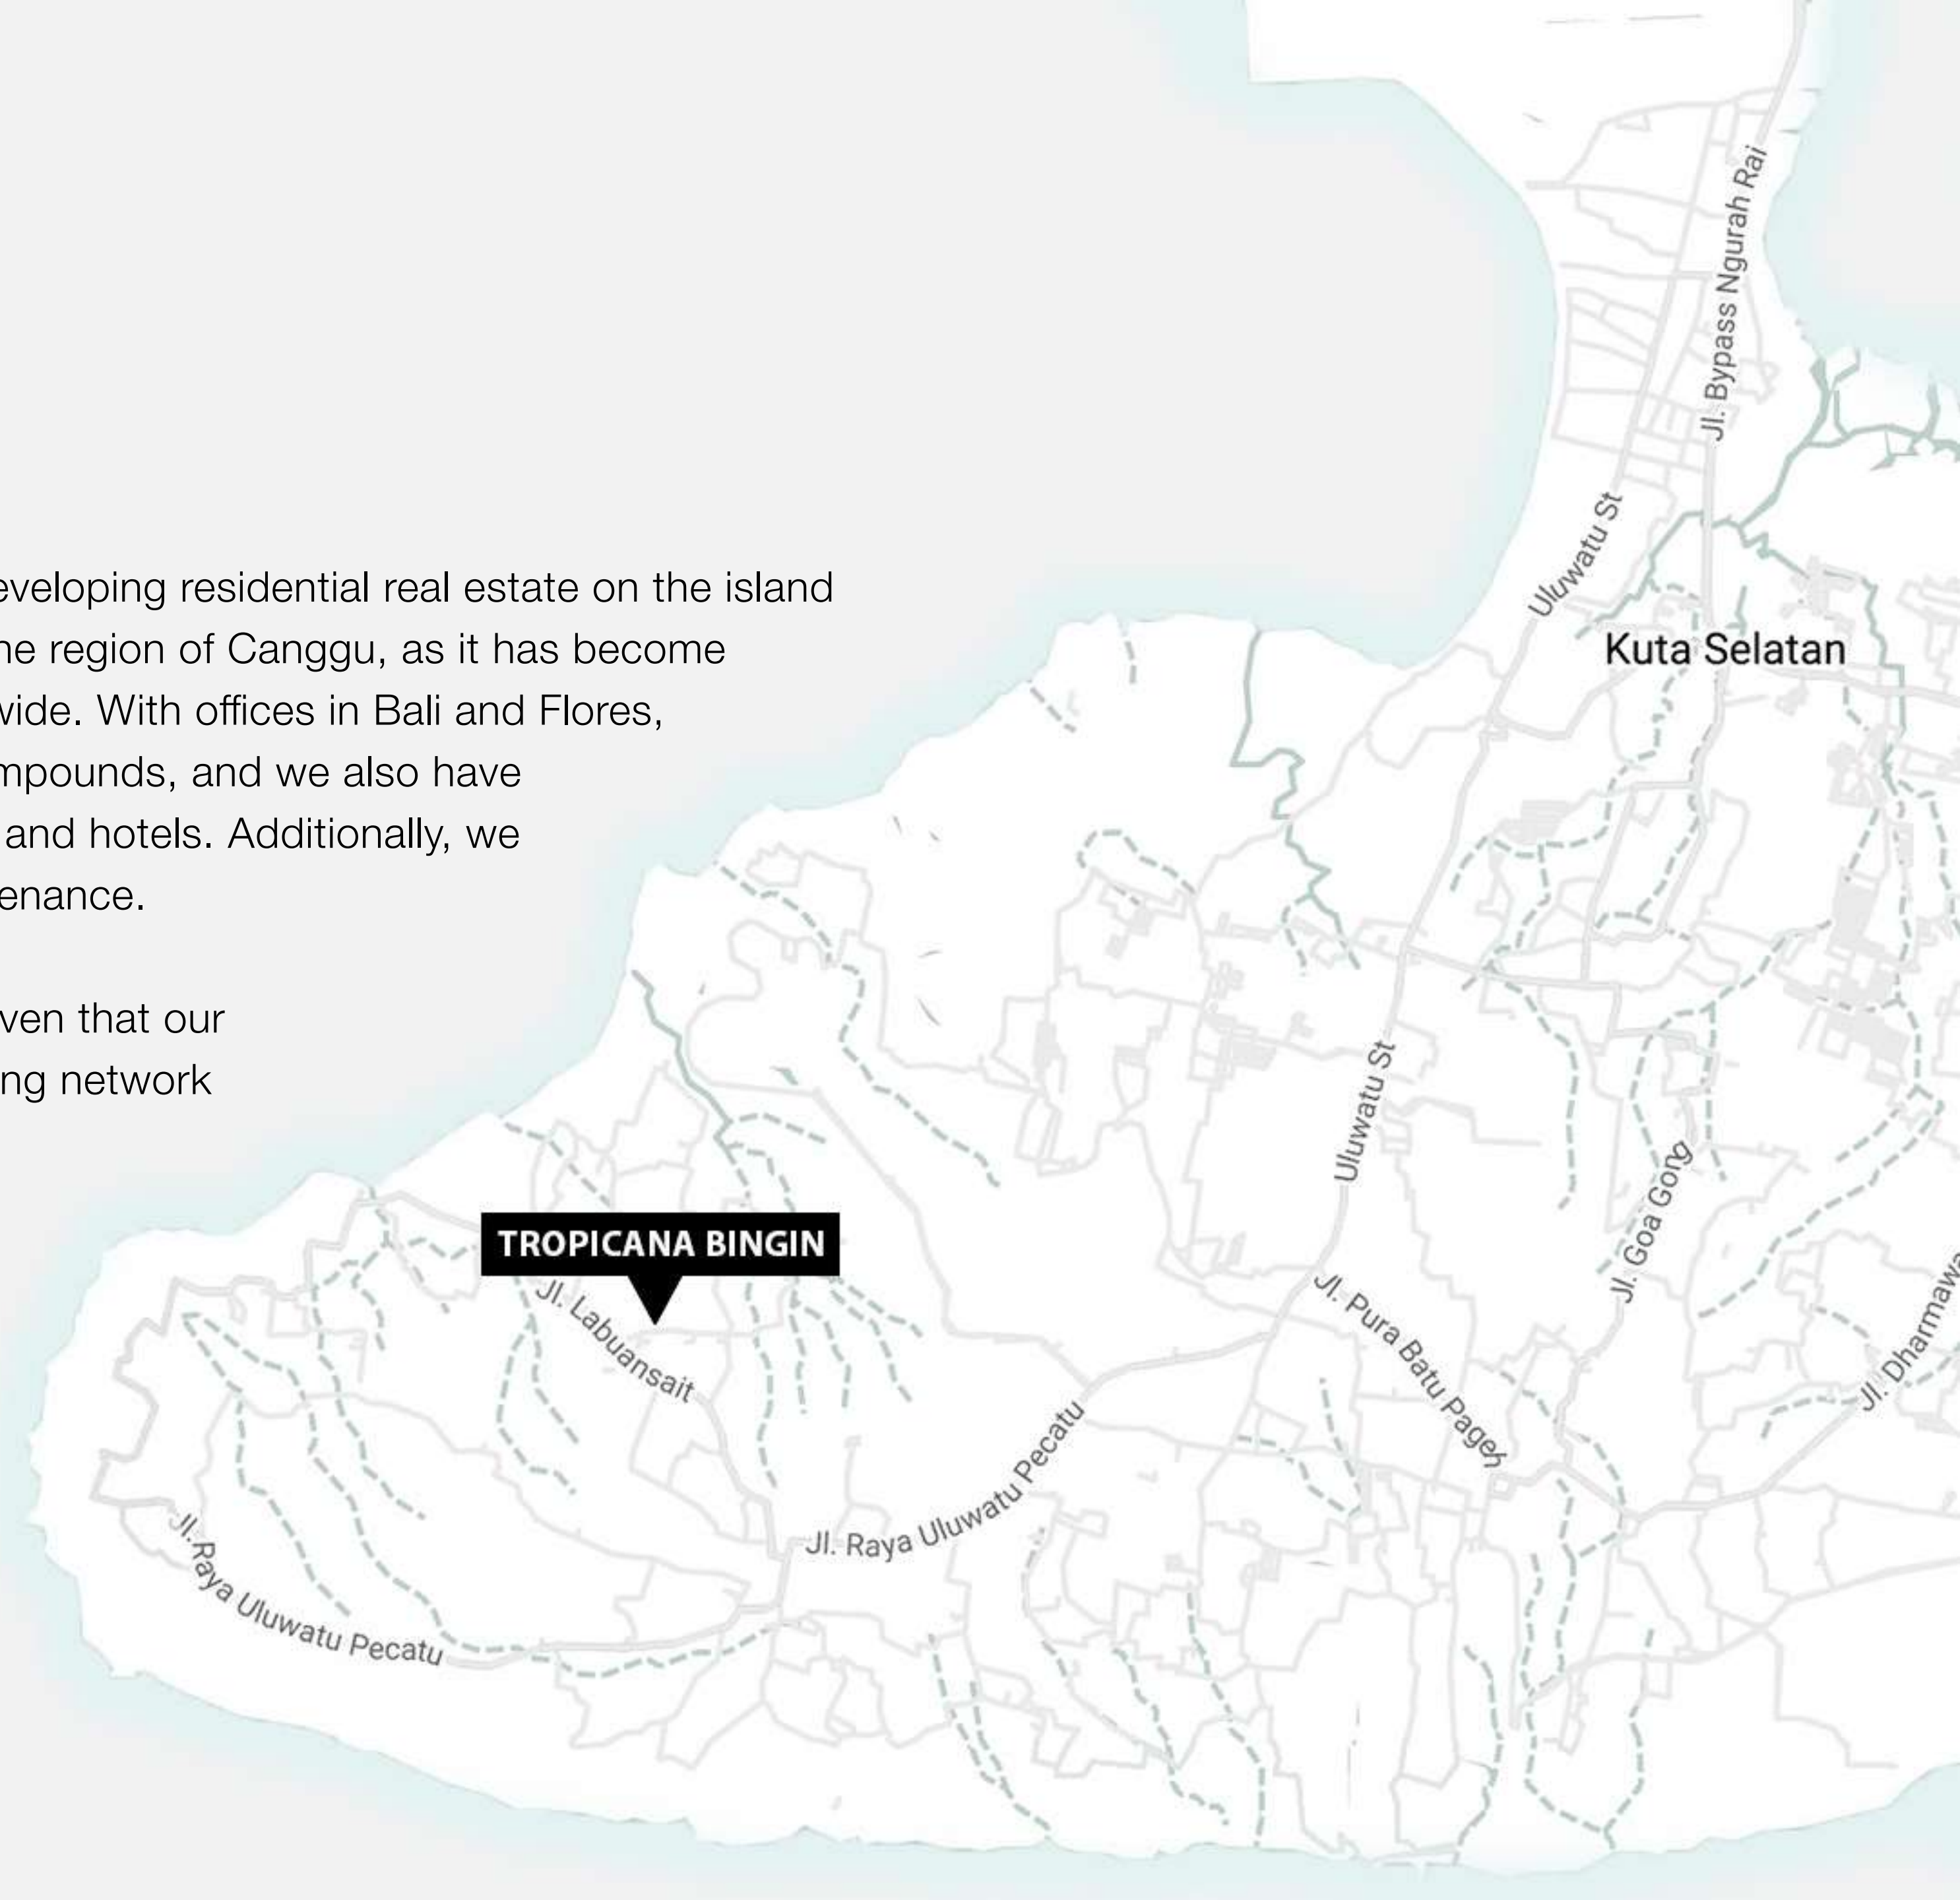 eveloping residential real estate on the island
he region of Canggu, as it has become
wide. With offices in Bali and Flores,
mpounds, and we also have
and hotels. Additionally, we
enance.
ven that our
ng network
Jl. Bypass Ngurah Rai
Uluwatu St
Kuta Selatan
Uluwatu St
Jl. Goa Gong
TROPICANA BINGIN
Jl. Labuansait
Jl. Pura Batu Pageh
Jl. Dharmawa
Jl. Raya Uluwatu Pecatu
Jl. Raya Uluwatu Pecatu